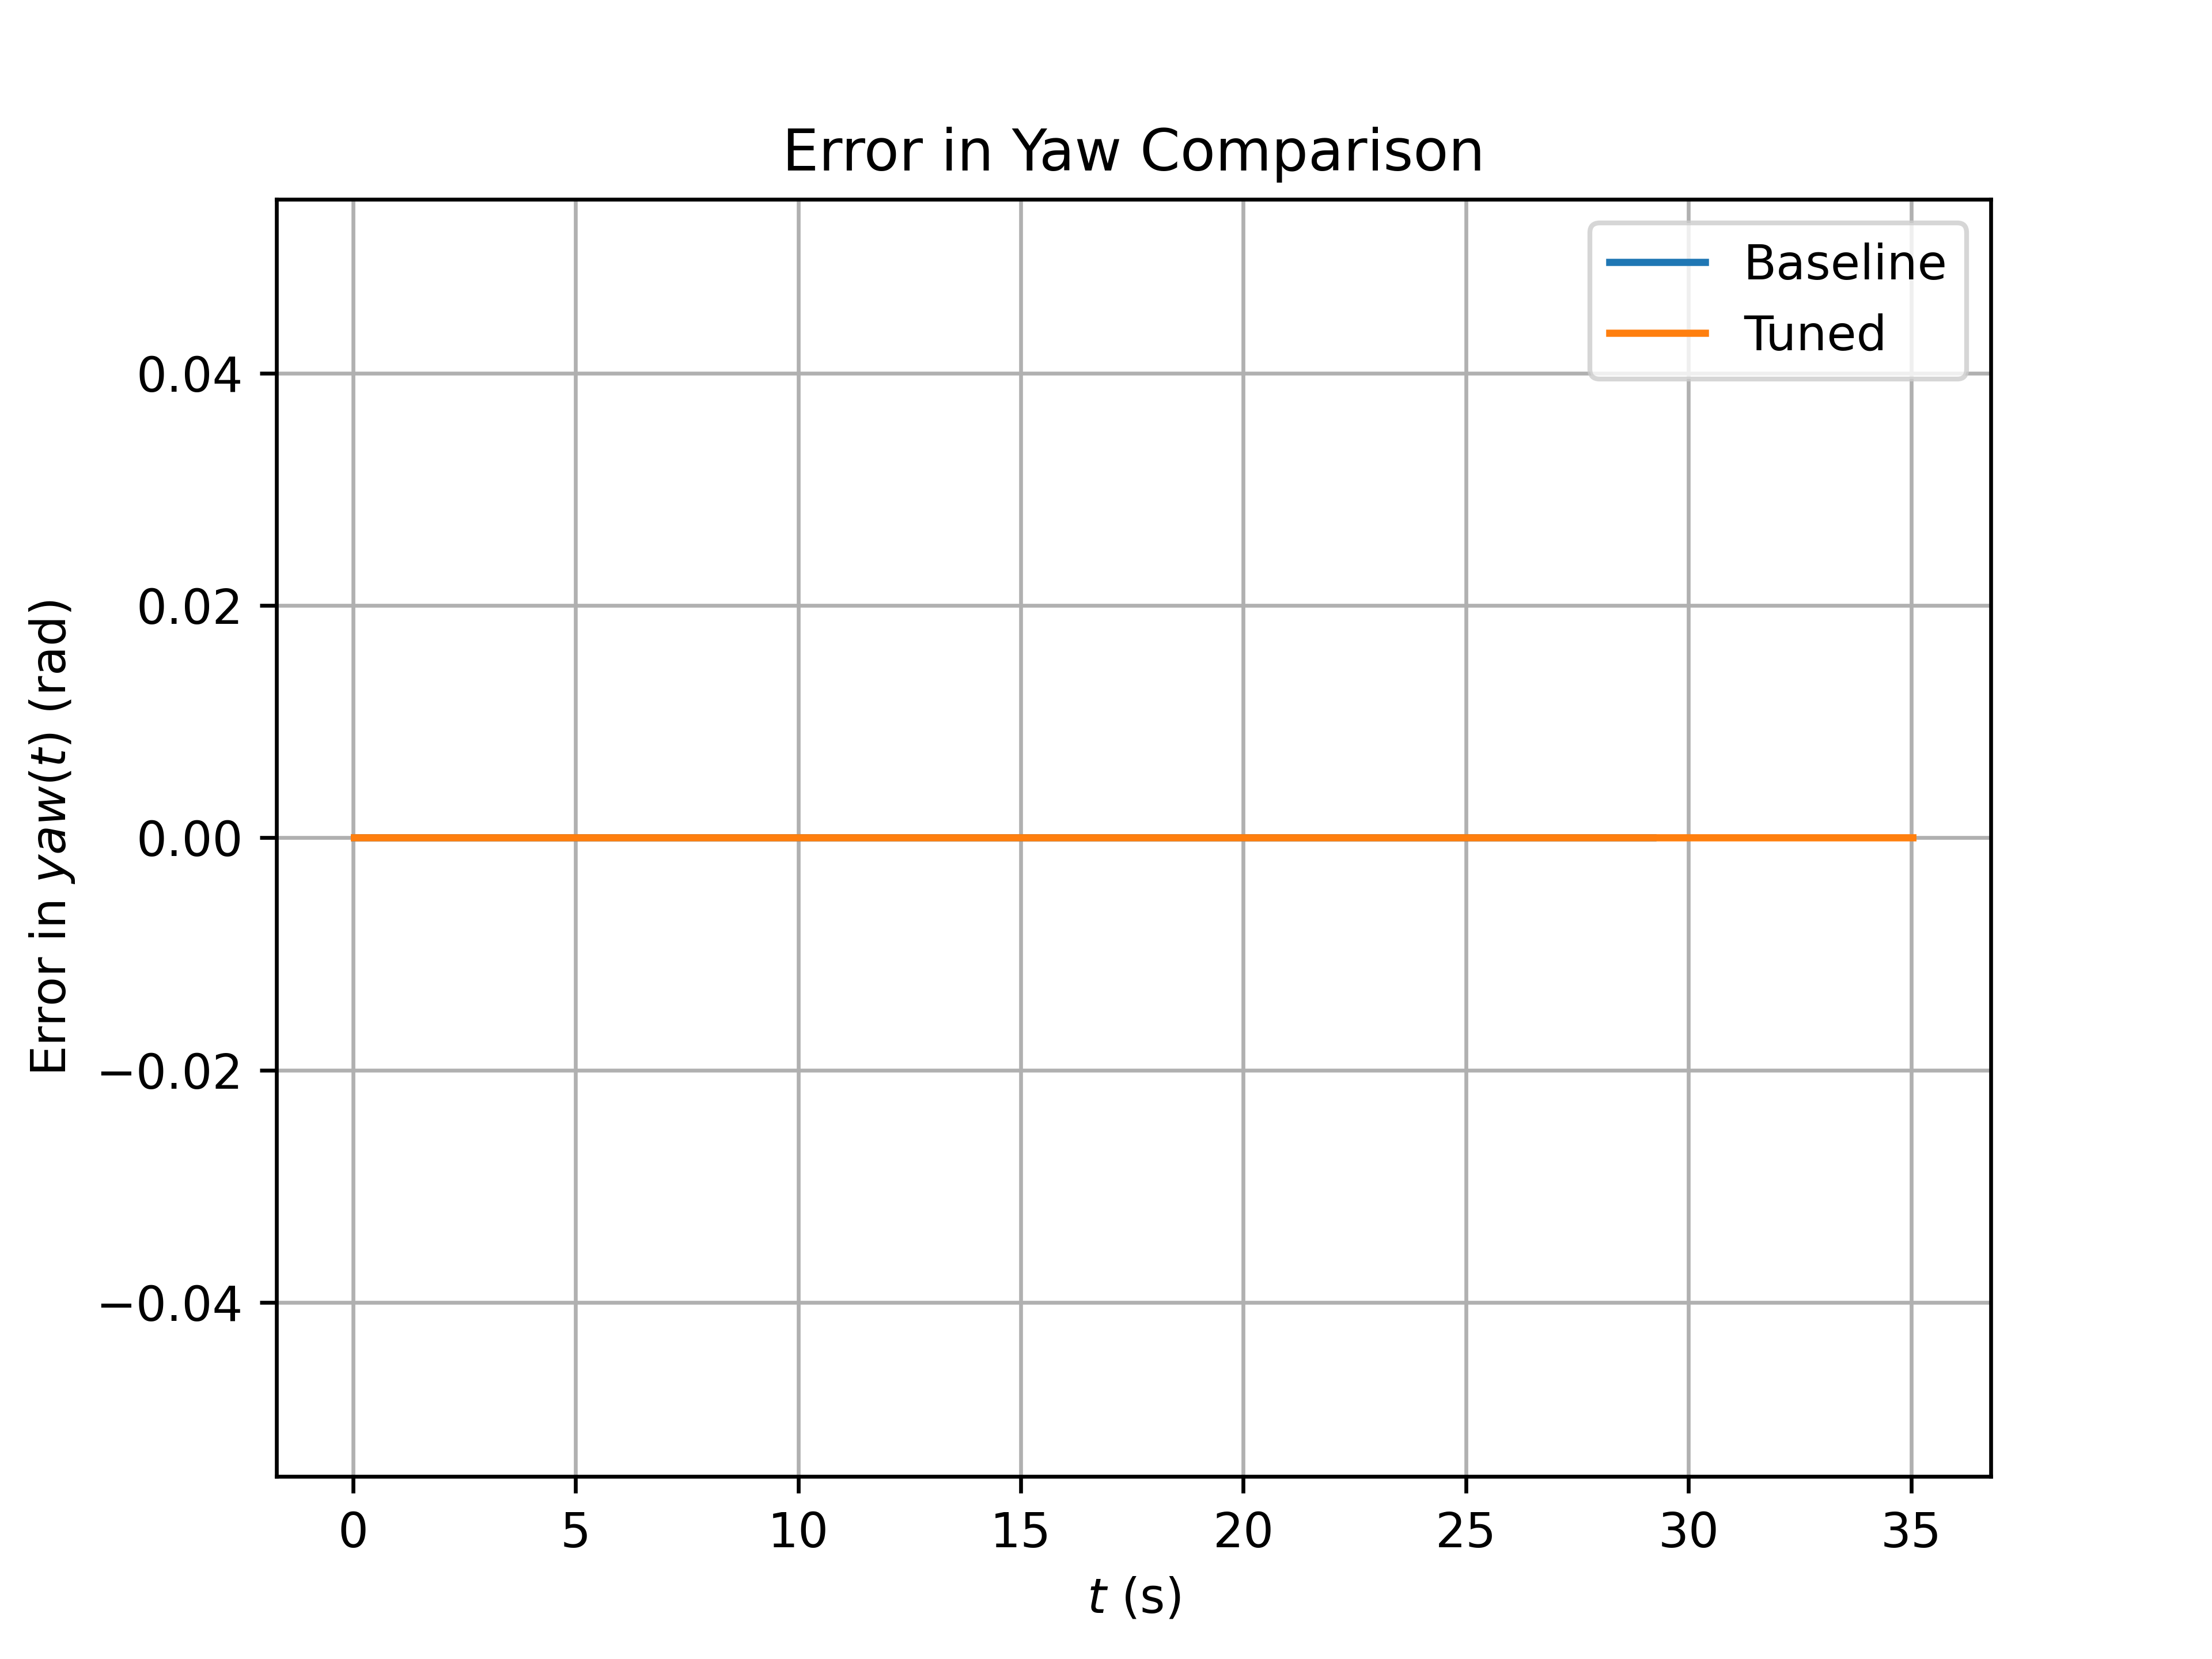 Error in Yaw Comparison
Baseline
Tuned
0.04
0.02
0.00
−0.02
−0.04
Error in yaw(t) (rad)
0 5 10 15 20 25 30 35
t (s)